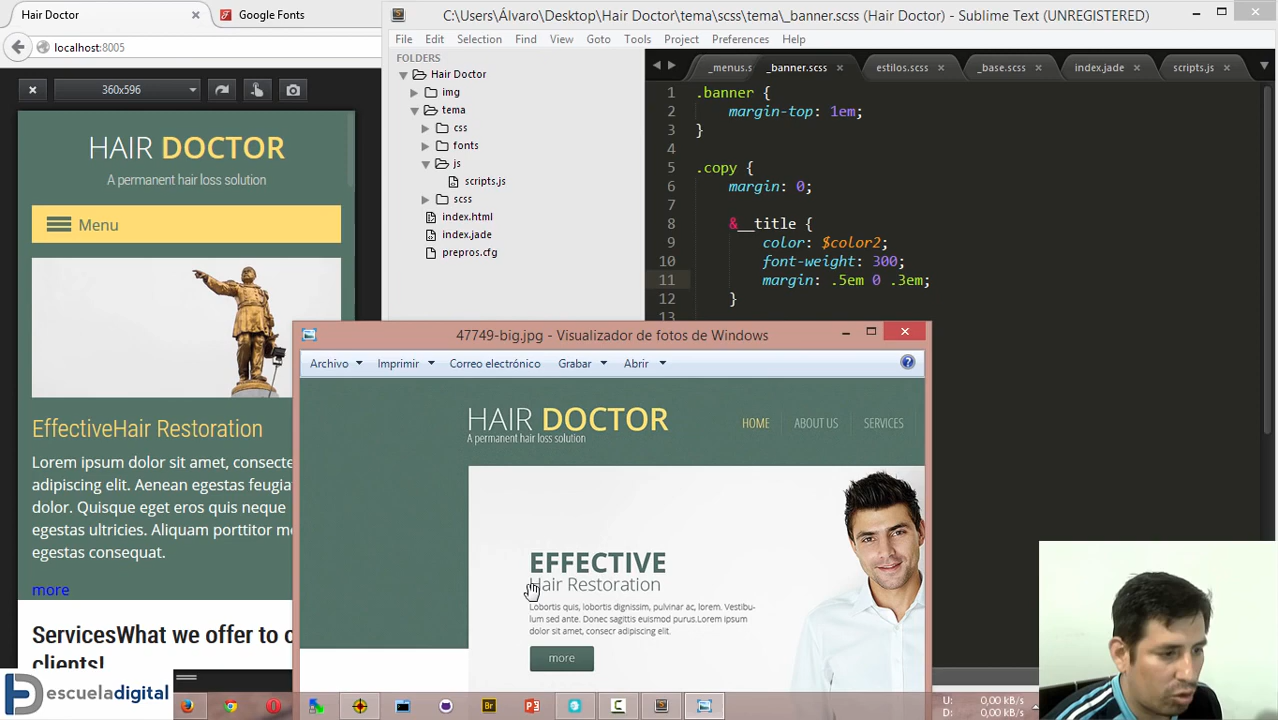 Hair Doctor
Google Fonts
localhost:8005
360x596
HAIR DOCTOR
A permanent hair loss solution
Menu
EffectiveHair Restoration
Lorem ipsum dolor sit amet, consecte
adipiscing elit. Aenean egestas feugia
dolor. Quisque eget eros quis neque
egestas ultricies. Aliquam porttitor m
egestas consequat.
more
ServicesWhat we offer to o
clients!
C:\Users\Álvaro\Desktop\Hair Doctor\tema\scss\tema\_banner.scss (Hair Doctor) - Sublime Text (UNREGISTERED)
File Edit Selection Find View Goto Tools Project Preferences Help
FOLDERS
Hair Doctor
img
tema
css
fonts
js
scripts.js
scss
index.html
index.jade
prepros.cfg
_menus.s _banner.scss estilos.scss _base.scss index.jade scripts.js
1 .banner {
2 margin-top: 1em;
3 }
4
5 .copy {
6 margin: 0;
7
8 &__title {
9 color: $color2;
10 font-weight: 300;
11 margin: .5em 0 .3em;
12 }
13
47749-big.jpg - Visualizador de fotos de Windows
Archivo Imprimir Correo electrónico Grabar Abrir
HAIR DOCTOR
A permanent hair loss solution
HOME ABOUT US SERVICES
EFFECTIVE
Hair Restoration
Lobortis quis, lobortis dignissim, pulvinar ac, lorem. Vestibu-
lum sed ante. Donec sagittis euismod purus.Lorem ipsum
dolor sit amet, consecr adipiscing elit.
more
escueladigital
U: 0,00 kB/s
D: 0,00 kB/s